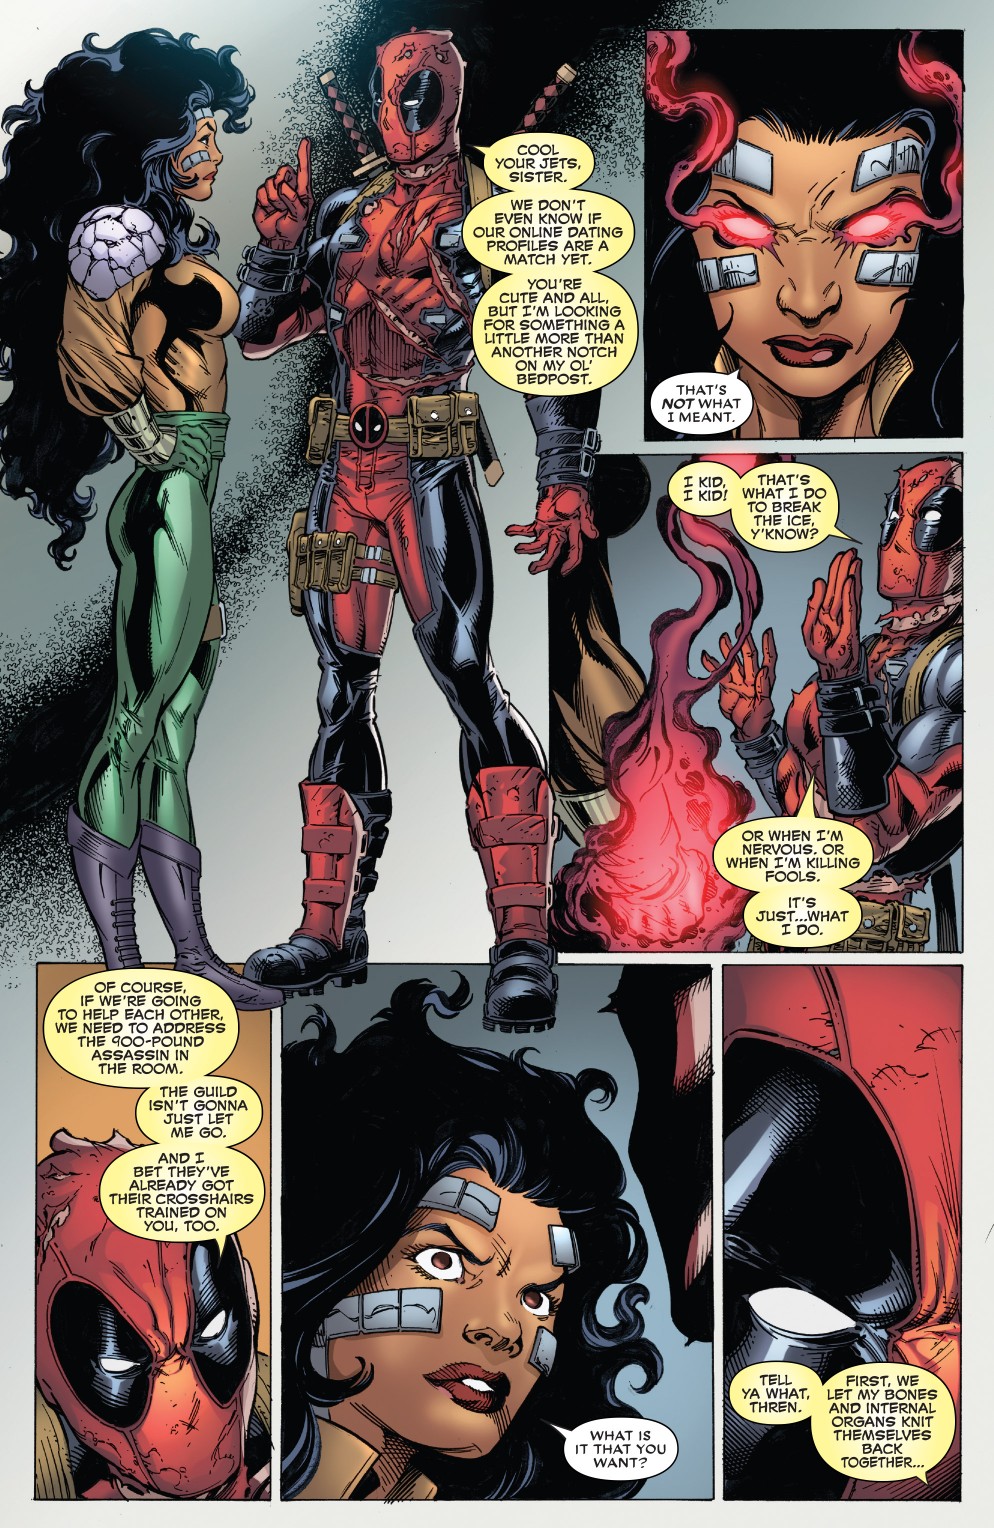 COOL
YOUR JETS,
SISTER.
WE DON'T
EVEN KNOW IF
OUR ONLINE DATING
PROFILES ARE A
MATCH YET.
YOU'RE
CUTE AND ALL,
BUT I'M LOOKING
FOR SOMETHING A
LITTLE MORE THAN
ANOTHER NOTCH
ON MY OL'
BEDPOST.
THAT'S
NOT WHAT
I MEANT.
I KID,
I KID!
THAT'S
WHAT I DO
TO BREAK
THE ICE,
Y'KNOW?
OR WHEN I'M
NERVOUS. OR
WHEN I'M KILLING
FOOLS.
IT'S
JUST...WHAT
I DO.
OF COURSE,
IF WE'RE GOING
TO HELP EACH OTHER,
WE NEED TO ADDRESS
THE 900-POUND
ASSASSIN IN
THE ROOM.
THE GUILD
ISN'T GONNA
JUST LET
ME GO.
AND I
BET THEY'VE
ALREADY GOT
THEIR CROSSHAIRS
TRAINED ON
YOU, TOO.
WHAT IS
IT THAT YOU
WANT?
TELL
YA WHAT,
THREN.
FIRST, WE
LET MY BONES
AND INTERNAL
ORGANS KNIT
THEMSELVES
BACK
TOGETHER...